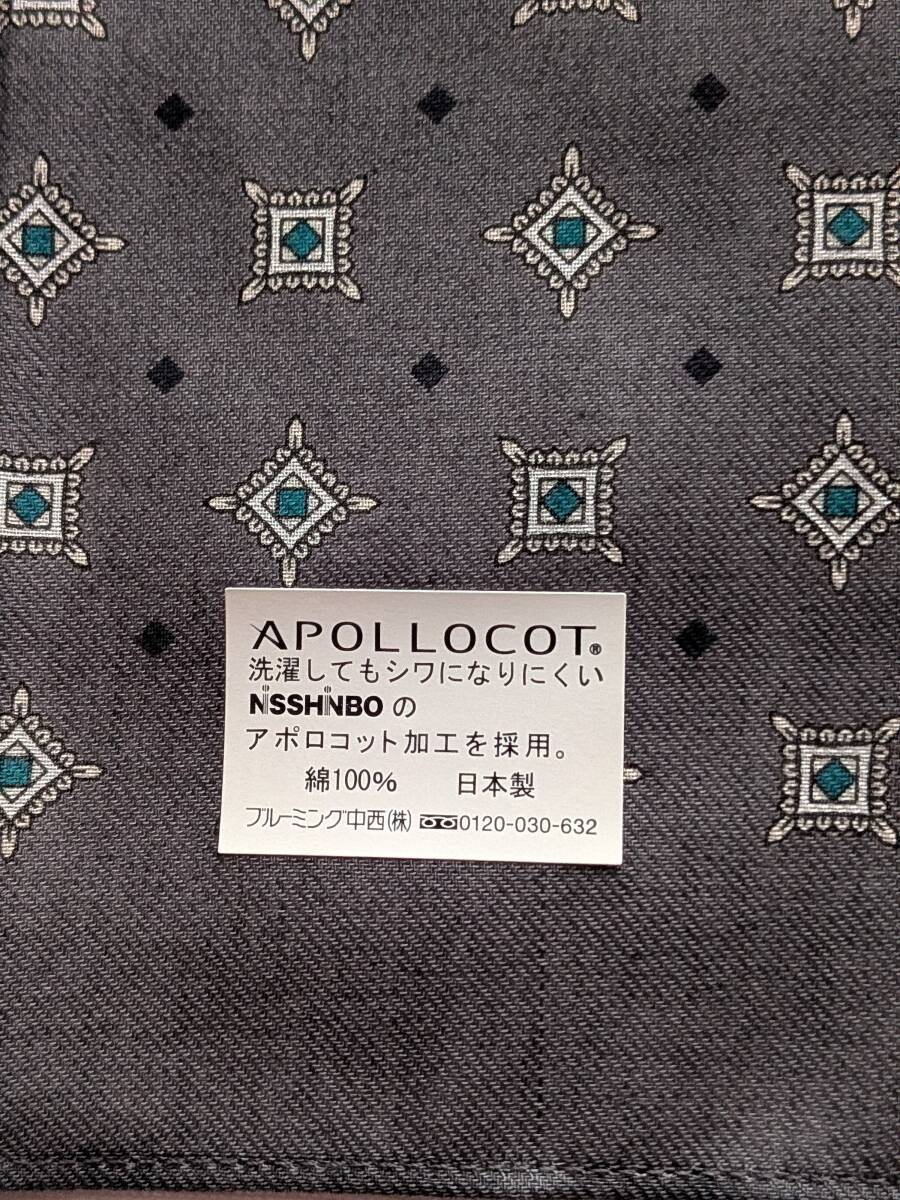 APOLLOCOT®
洗濯してもシワになりにくい
NISSHINBO の
アポロコット加工を採用。
綿100% 日本製
ブルーミング中西(株) 0120-030-632